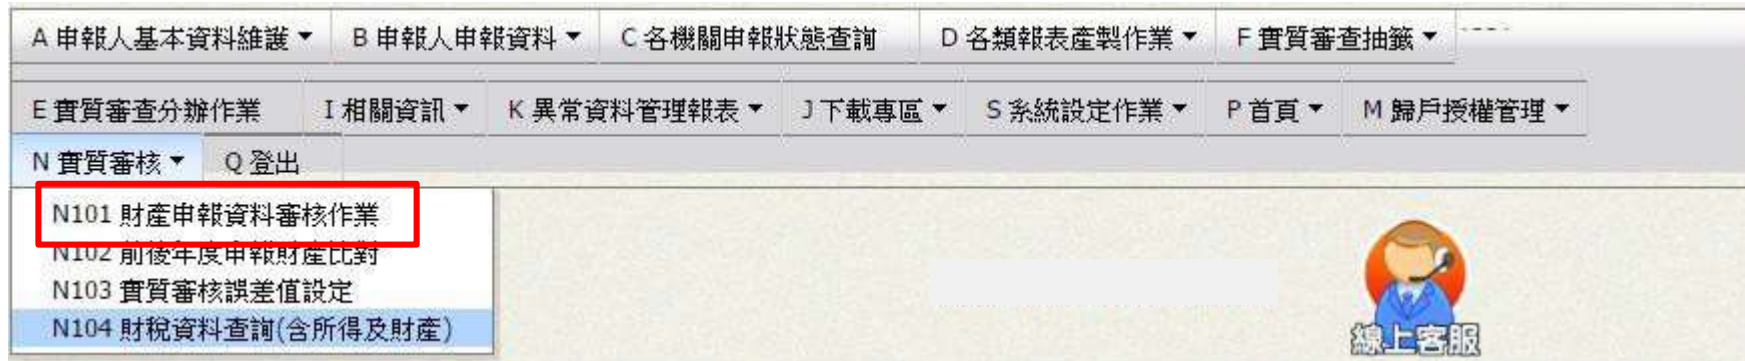 A 申報人基本資料維護 ▼ B 申報人申報資料 ▼ C 各機關申報狀態查詢 D 各類報表產製作業 ▼ F 實質審查抽籤 ▼
E 實質審查分辦作業 I 相關資訊 ▼ K 異常資料管理報表 ▼ J 下載專區 ▼ S 系統設定作業 ▼ P 首頁 ▼ M 歸戶授權管理 ▼
N 實質審核 ▼ Q 登出
N101 財產申報資料審核作業
N102 前後年度申報財產比對
N103 實質審核誤差值設定
N104 財稅資料查詢(含所得及財產)
線上客服